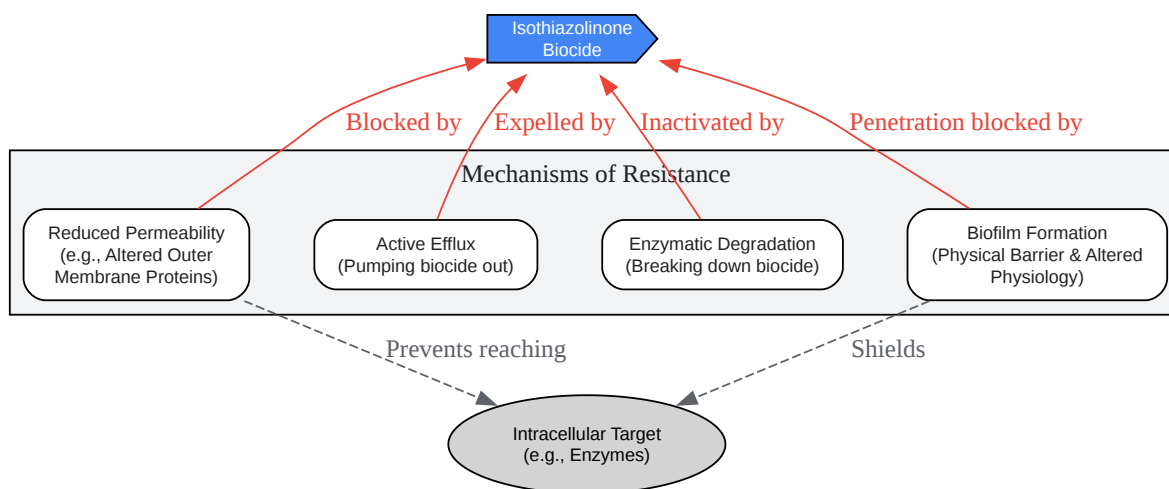 Isothiazolinone
Biocide
Blocked by
Expelled by
Inactivated by
Penetration blocked by
Mechanisms of Resistance
Reduced Permeability
(e.g., Altered Outer
Membrane Proteins)
Active Efflux
(Pumping biocide out)
Enzymatic Degradation
(Breaking down biocide)
Biofilm Formation
(Physical Barrier & Altered
Physiology)
Prevents reaching
Shields
Intracellular Target
(e.g., Enzymes)